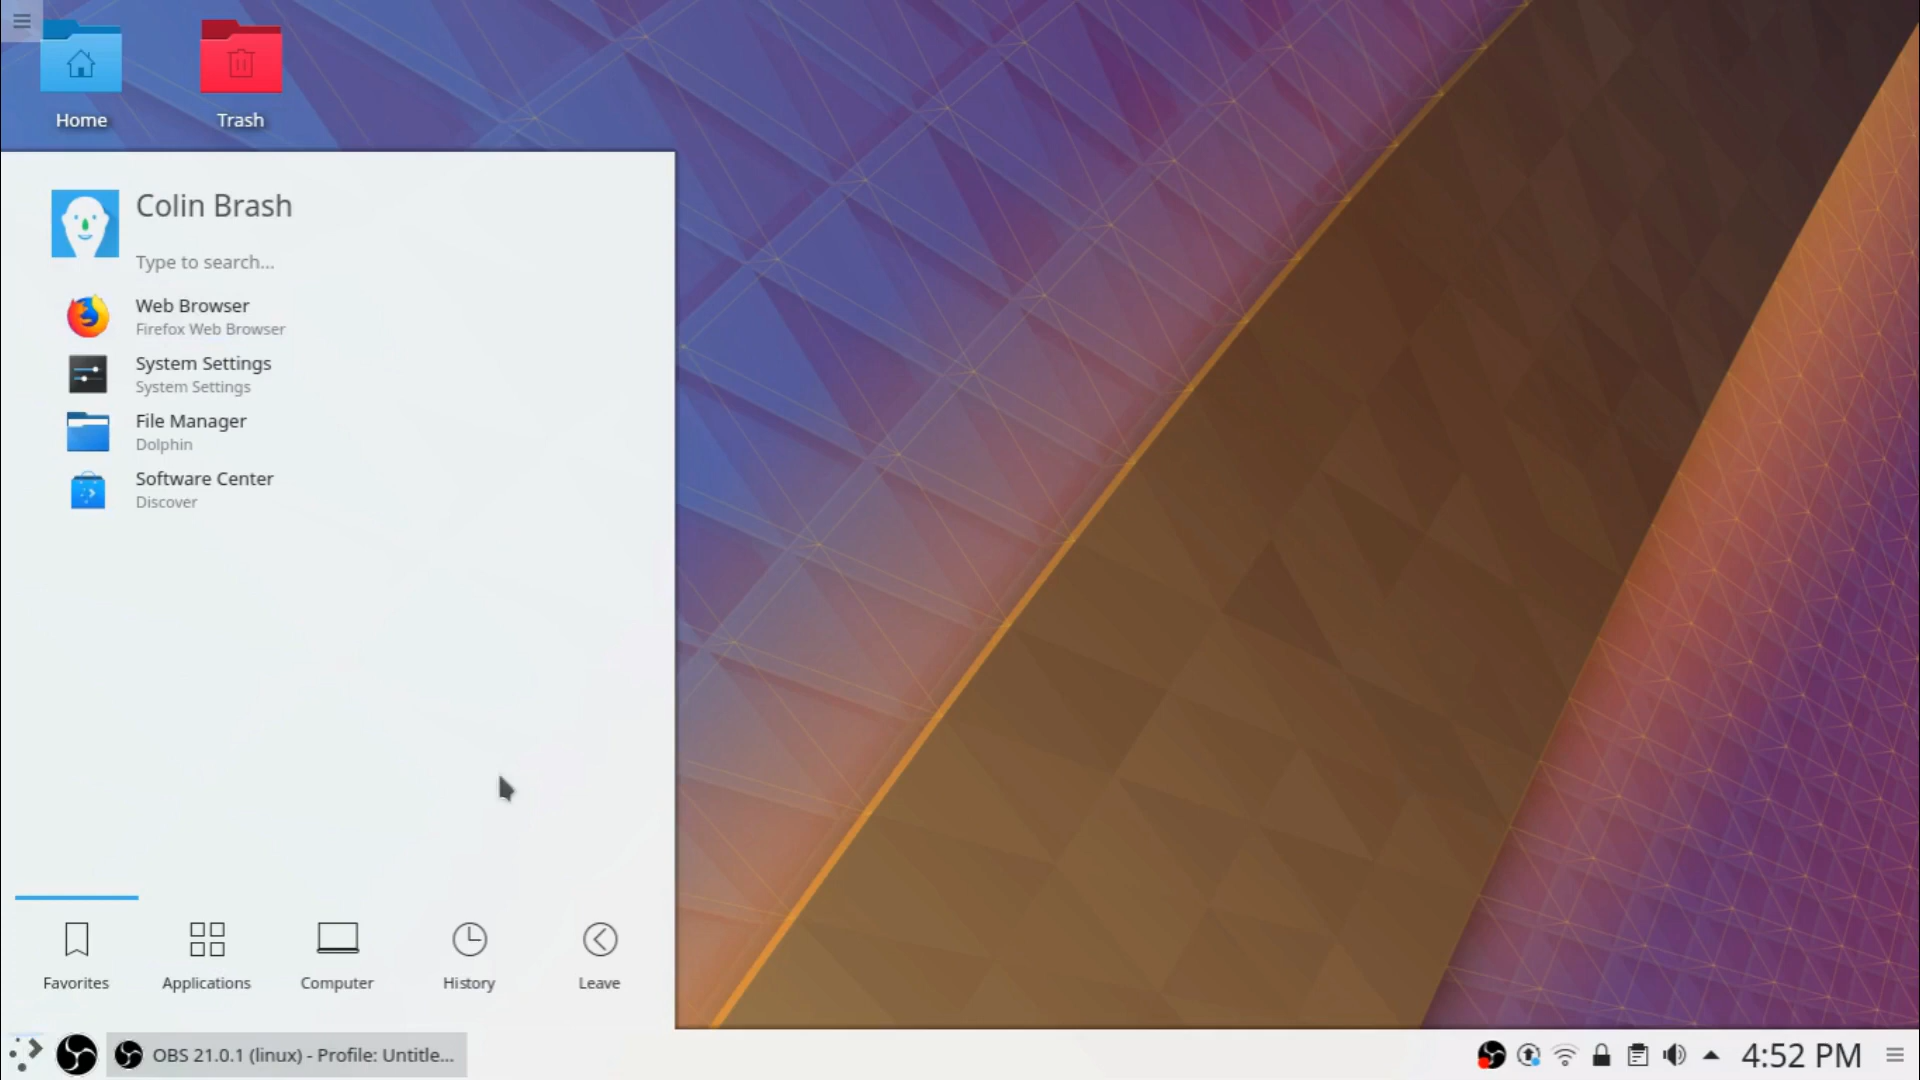 Home
Trash
Colin Brash
Type to search...
Web Browser
Firefox Web Browser
System Settings
System Settings
File Manager
Dolphin
Software Center
Discover
Favorites
Applications
Computer
History
Leave
OBS 21.0.1 (linux) - Profile: Untitle...
4:52 PM